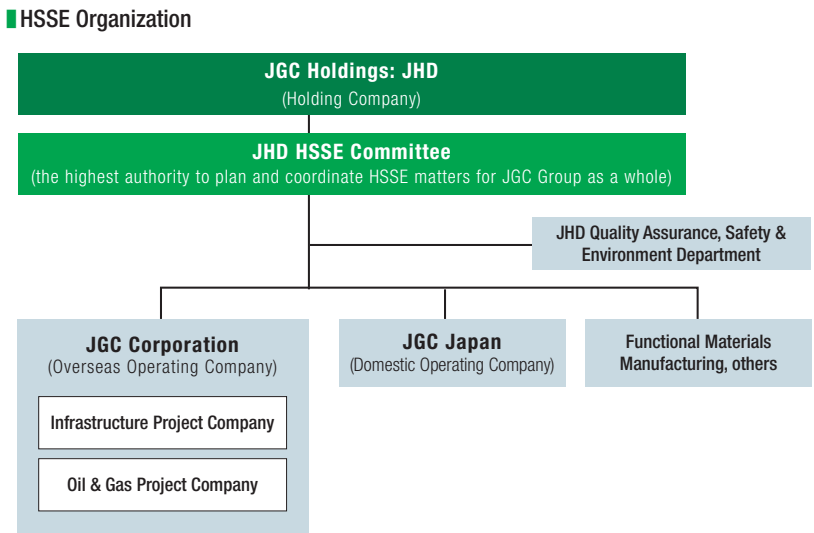 HSSE Organization
JGC Holdings: JHD
(Holding Company)
JHD HSSE Committee
(the highest authority to plan and coordinate HSSE matters for JGC Group as a whole)
JHD Quality Assurance, Safety &
Environment Department
JGC Corporation
(Overseas Operating Company)
Infrastructure Project Company
Oil & Gas Project Company
JGC Japan
(Domestic Operating Company)
Functional Materials
Manufacturing, others